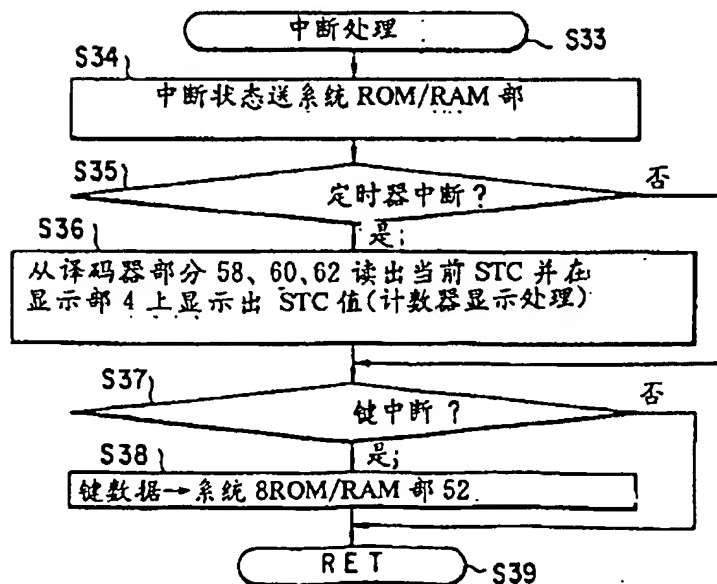 中断处理
S33
S34
中断状态送系统ROM/RAM 部
S35
定时器中断？
否
是;
S36
从译码器部分 58、60、62 读出当前 STC 并在
显示部 4 上显示出 STC 值(计数器显示处理)
S37
键中断？
否
是;
S38
键数据→系统 8ROM/RAM 部 52
RET
S39